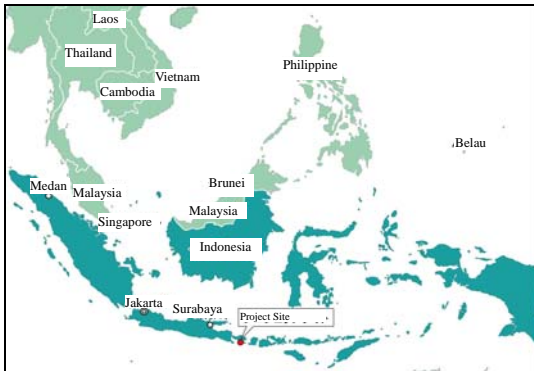 Laos
Thailand
Vietnam
Cambodia
Philippine
Belau
Medan
Malaysia
Brunei
Malaysia
Singapore
Indonesia
Jakarta
Surabaya
Project Site